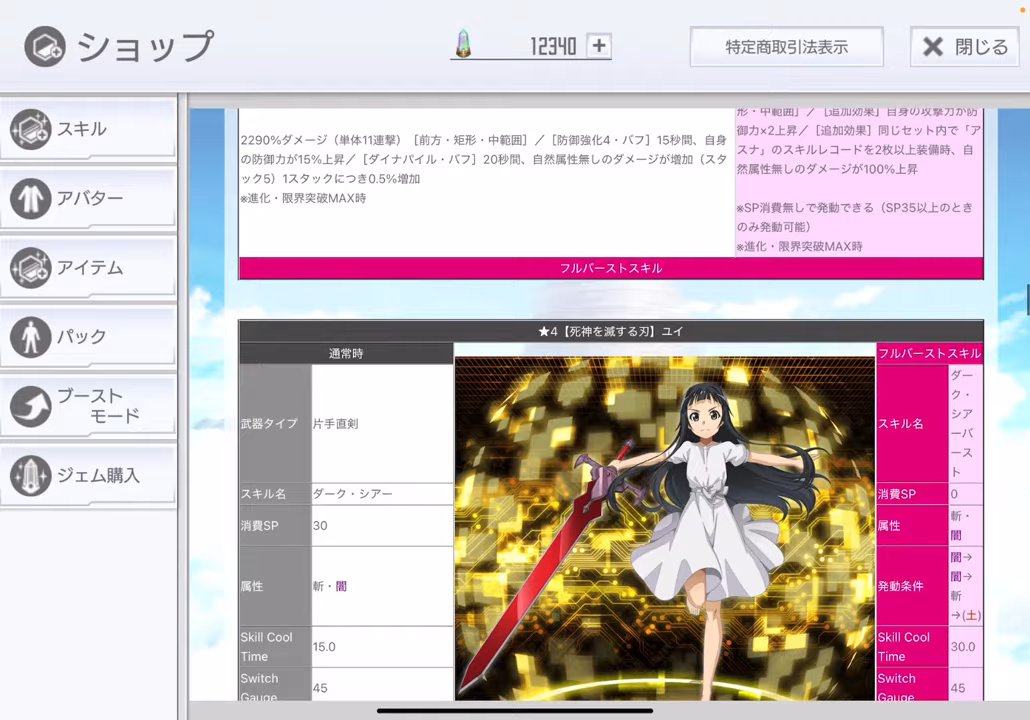 ショップ
12340
+
特定商取引法表示
閉じる
スキル
アバター
アイテム
パック
ブースト
モード
ジェム購入
2290%ダメージ（単体11連撃）［前方・矩形・中範囲］／［防御強化4・バフ］15秒間、自身
の防御力が15%上昇／［ダイナパイル・バフ］20秒間、自然属性無しのダメージが増加（スタ
ック5）1スタックにつき0.5%増加
※進化・限界突破MAX時
形・中範囲］／［追加効果］自身の攻撃力が防
御力×2上昇／［追加効果］同じセット内で「ア
スナ」のスキルレコードを2枚以上装備時、自
然属性無しのダメージが100%上昇
※SP消費無しで発動できる（SP35以上のとき
のみ発動可能）
※進化・限界突破MAX時
フルバーストスキル
★4【死神を滅する刃】ユイ
通常時
武器タイプ 片手直剣
スキル名 ダーク・シアー
消費SP 30
属性 斬・闇
Skill Cool
Time 15.0
Switch
Gauge 45
フルバーストスキル
スキル名
ダー
ク・
シア
ーバ
ース
ト
消費SP 0
属性
斬・
闇
発動条件
闇→
闇→
斬
→(土)
Skill Cool
Time 30.0
Switch
Gauge 45